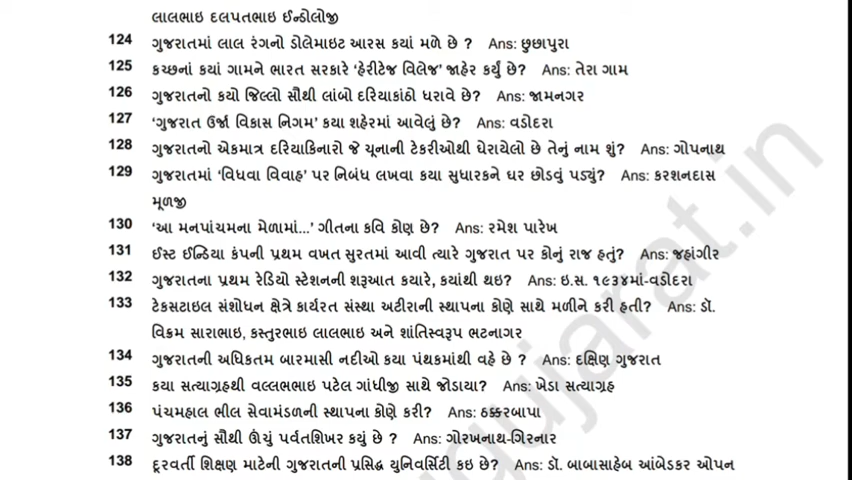 લાલભાઇ દલપતભાઇ ઈન્ડોલોજી
124 ગુજરાતમાં લાલ રંગનો ડોલેમાઇટ આરસ કયાં મળે છે ? Ans: છુછાપુરા
125 કચ્છનાં કયાં ગામને ભારત સરકારે ‘હેરીટેજ વિલેજ’ જાહેર કર્યું છે? Ans: તેરા ગામ
126 ગુજરાતનો કયો જિલ્લો સૌથી લાંબો દરિયાકાંઠો ધરાવે છે? Ans: જામનગર
127 ‘ગુજરાત ઉર્જા વિકાસ નિગમ’ કયા શહેરમાં આવેલું છે? Ans: વડોદરા
128 ગુજરાતનો એકમાત્ર દરિયાકિનારો જે ચૂનાની ટેકરીઓથી ઘેરાયેલો છે તેનું નામ શું? Ans: ગોપનાથ
129 ગુજરાતમાં ‘વિધવા વિવાહ’ પર નિબંધ લખવા કયા સુધારકને ઘર છોડવું પડ્યું? Ans: કરશનદાસ
મૂળજી
130 ‘આ મનપાંચમના મેળામાં...’ ગીતના કવિ કોણ છે? Ans: રમેશ પારેખ
131 ઈસ્ટ ઈન્ડિયા કંપની પ્રથમ વખત સુરતમાં આવી ત્યારે ગુજરાત પર કોનું રાજ હતું? Ans: જહાંગીર
132 ગુજરાતના પ્રથમ રેડિયો સ્ટેશનની શરૂઆત કયારે, કયાંથી થઇ? Ans: ઇ.સ. ૧૯૩૪માં-વડોદરા
133 ટેકસટાઇલ સંશોધન ક્ષેત્રે કાર્યરત સંસ્થા અટીરાની સ્થાપના કોણે સાથે મળીને કરી હતી? Ans: ડૉ.
વિકમ સારાભાઇ, કસ્તુરભાઇ લાલભાઇ અને શાંતિસ્વરૂપ ભટનાગર
134 ગુજરાતની અધિકતમ બારમાસી નદીઓ કયા પંથકમાંથી વહે છે ? Ans: દક્ષિણ ગુજરાત
135 કયા સત્યાગ્રહથી વલ્લભભાઇ પટેલ ગાંધીજી સાથે જોડાયા? Ans: ખેડા સત્યાગ્રહ
136 પંચમહાલ ભીલ સેવામંડળની સ્થાપના કોણે કરી? Ans: ઠક્કરબાપા
137 ગુજરાતનું સૌથી ઊંચું પર્વતશિખર કયું છે ? Ans: ગોરખનાથ-ગિરનાર
138 દૂરવર્તી શિક્ષણ માટેની ગુજરાતની પ્રસિદ્ધ યુનિવર્સિટી કઇ છે? Ans: ડૉ. બાબાસાહેબ આંબેડકર ઓપન
gujarat.in